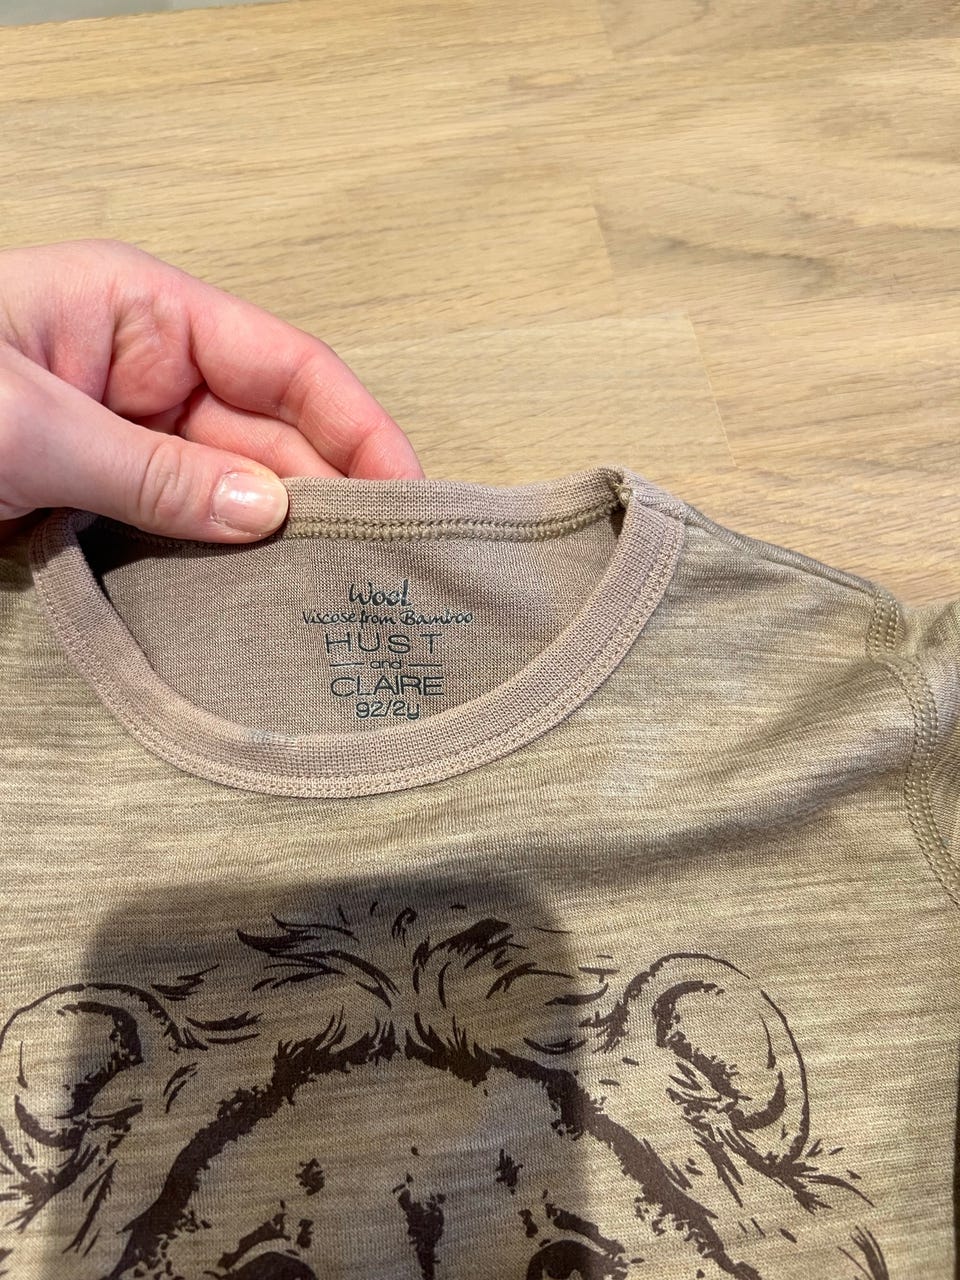 Wool
Viscose from Bamboo
HUST
and
CLAIRE
92/2y